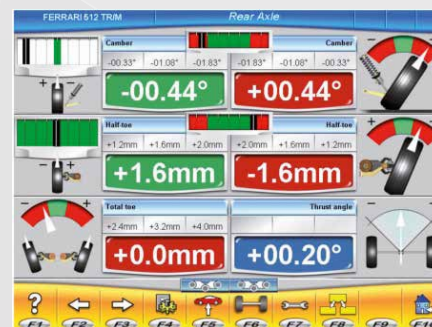 FERRARI 512 TRIM Rear Axle
Camber Camber
-00.33° -01.08° -01.83° -01.83° -01.08° -00.33°
-00.44° +00.44°
Half-toe Half-toe
+1.2mm +1.6mm +2.0mm +2.0mm +1.6mm +1.2mm
+1.6mm -1.6mm
Total toe Thrust angle
+2.4mm +3.2mm +4.0mm
+0.0mm +00.20°
F1 F2 F3 F4 F5 F6 F7 F8 F9